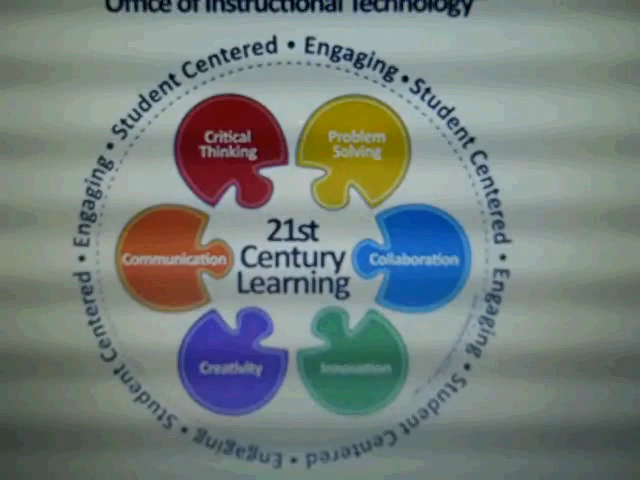 Office of Instructional Technology
Student Centered • Engaging • Student Centered • Engaging • Student Centered • Engaging • Student Centered • Engaging •
Critical
Thinking
Problem
Solving
Communication
21st
Century
Learning
Collaboration
Creativity
Innovation